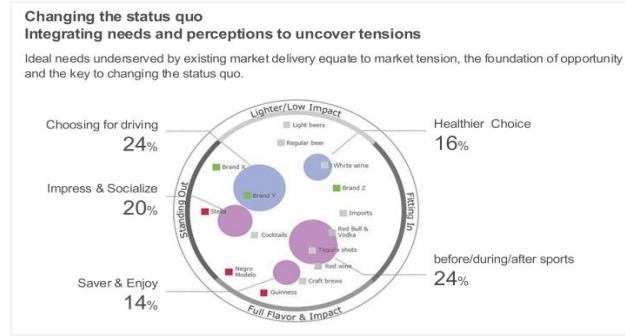 Changing the status quo
Integrating needs and perceptions to uncover tensions
Ideal needs underserved by existing market delivery equate to market tension, the foundation of opportunity
and the key to changing the status quo.
Lighter/Low Impact
Choosing for driving
24%
Light beers
Regular beer
Healthier Choice
16%
Brand X
White wine
Impress & Socialize
20%
Brand Y
Brand Z
Standing Out
Fitting In
Stella
Imports
Cocktails
Red Bull &
Vodka
Tequila shots
before/during/after sports
24%
Negro
Modelo
Red wine
Craft brews
Saver & Enjoy
14%
Guinness
Full Flavor & Impact